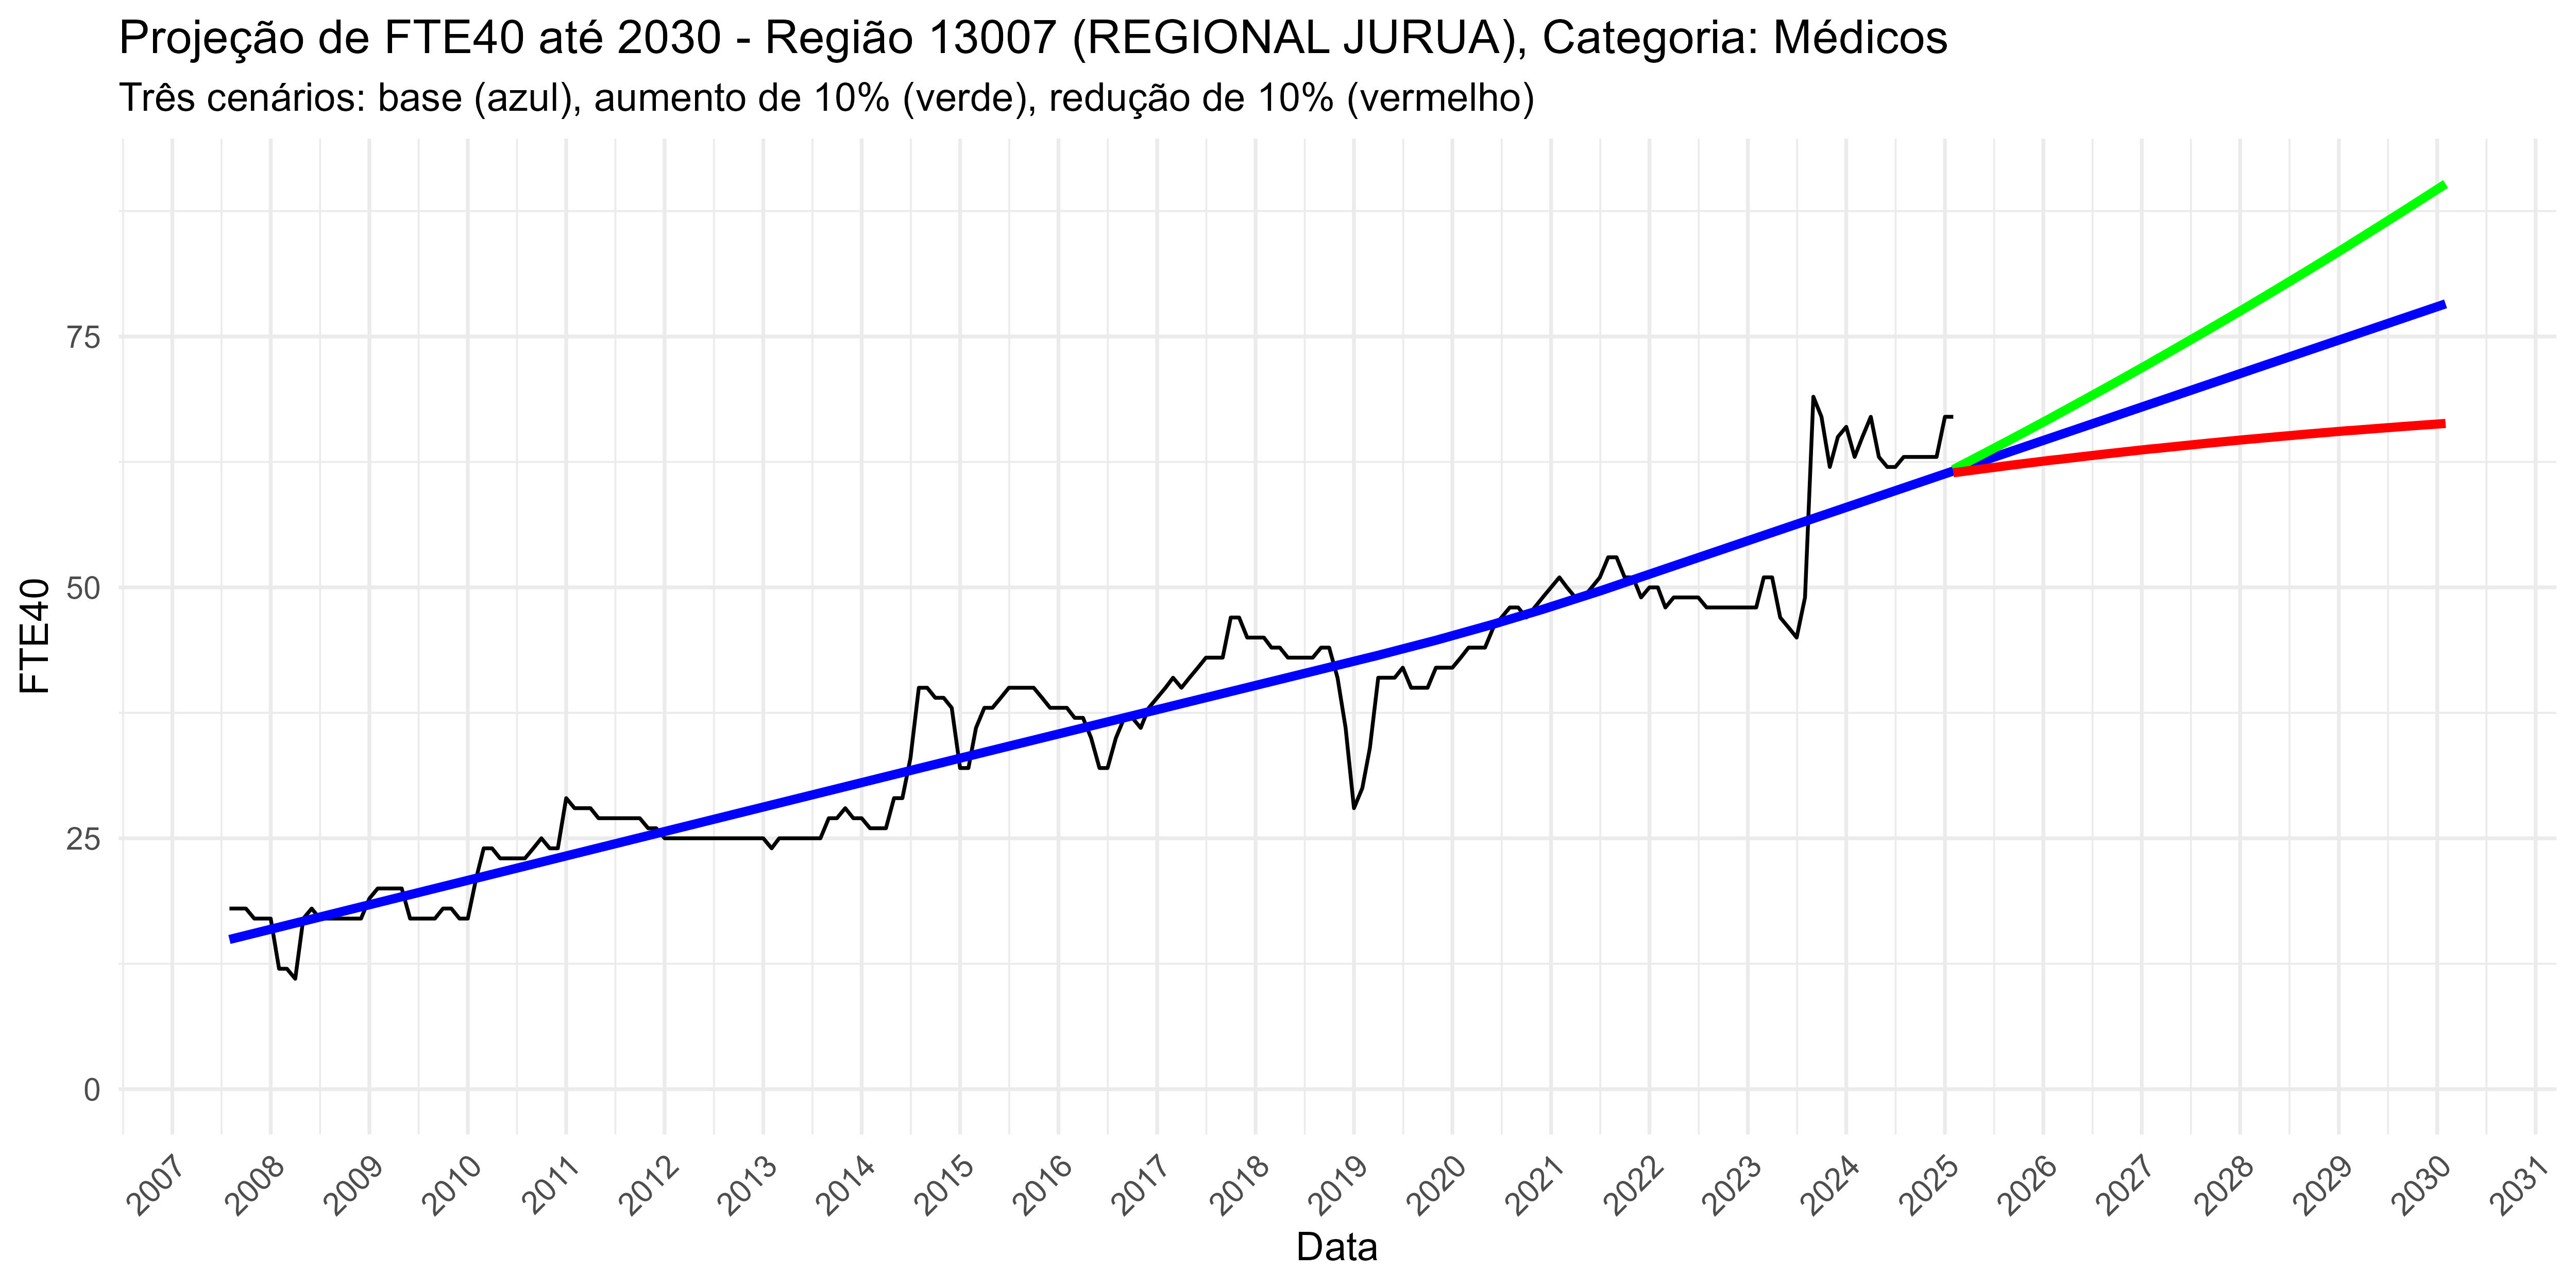 Projeção de FTE40 até 2030 - Região 13007 (REGIONAL JURUA), Categoria: Médicos
Três cenários: base (azul), aumento de 10% (verde), redução de 10% (vermelho)
FTE40
75
50
25
0
2007 2008 2009 2010 2011 2012 2013 2014 2015 2016 2017 2018 2019 2020 2021 2022 2023 2024 2025 2026 2027 2028 2029 2030 2031
Data